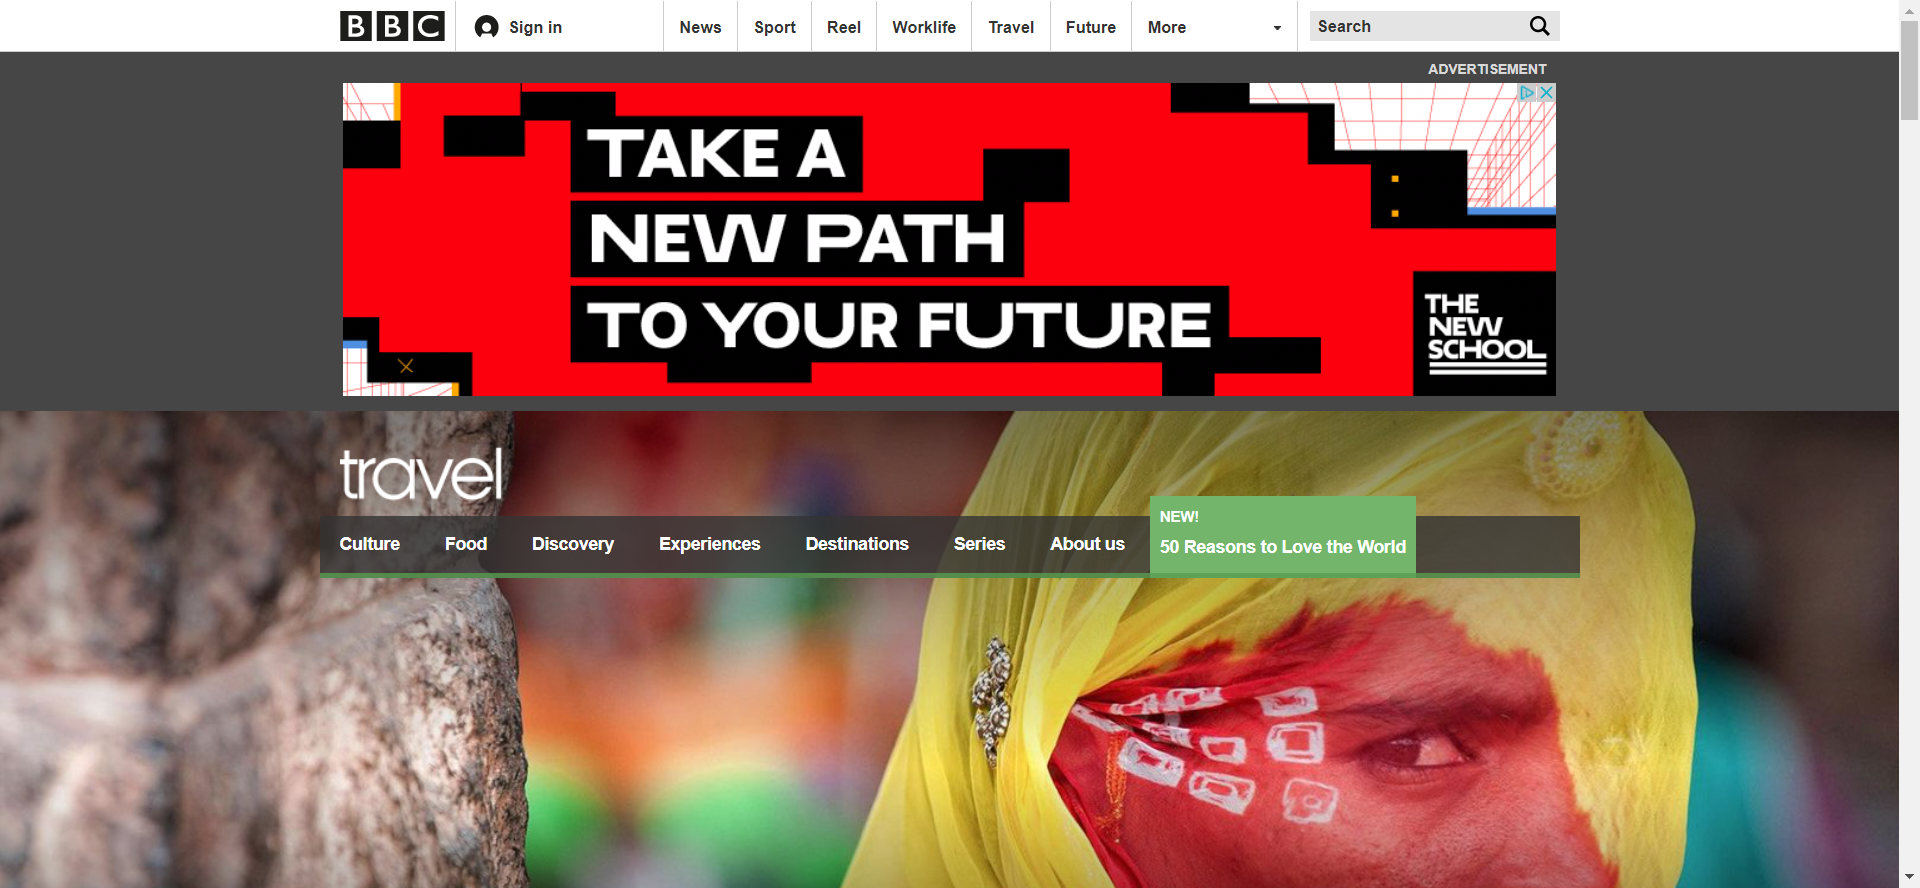 BBC
Sign in
News
Sport
Reel
Worklife
Travel
Future
More
Search
ADVERTISEMENT
TAKE A
NEW PATH
TO YOUR FUTURE
THE
NEW
SCHOOL
travel
Culture
Food
Discovery
Experiences
Destinations
Series
About us
NEW!
50 Reasons to Love the World